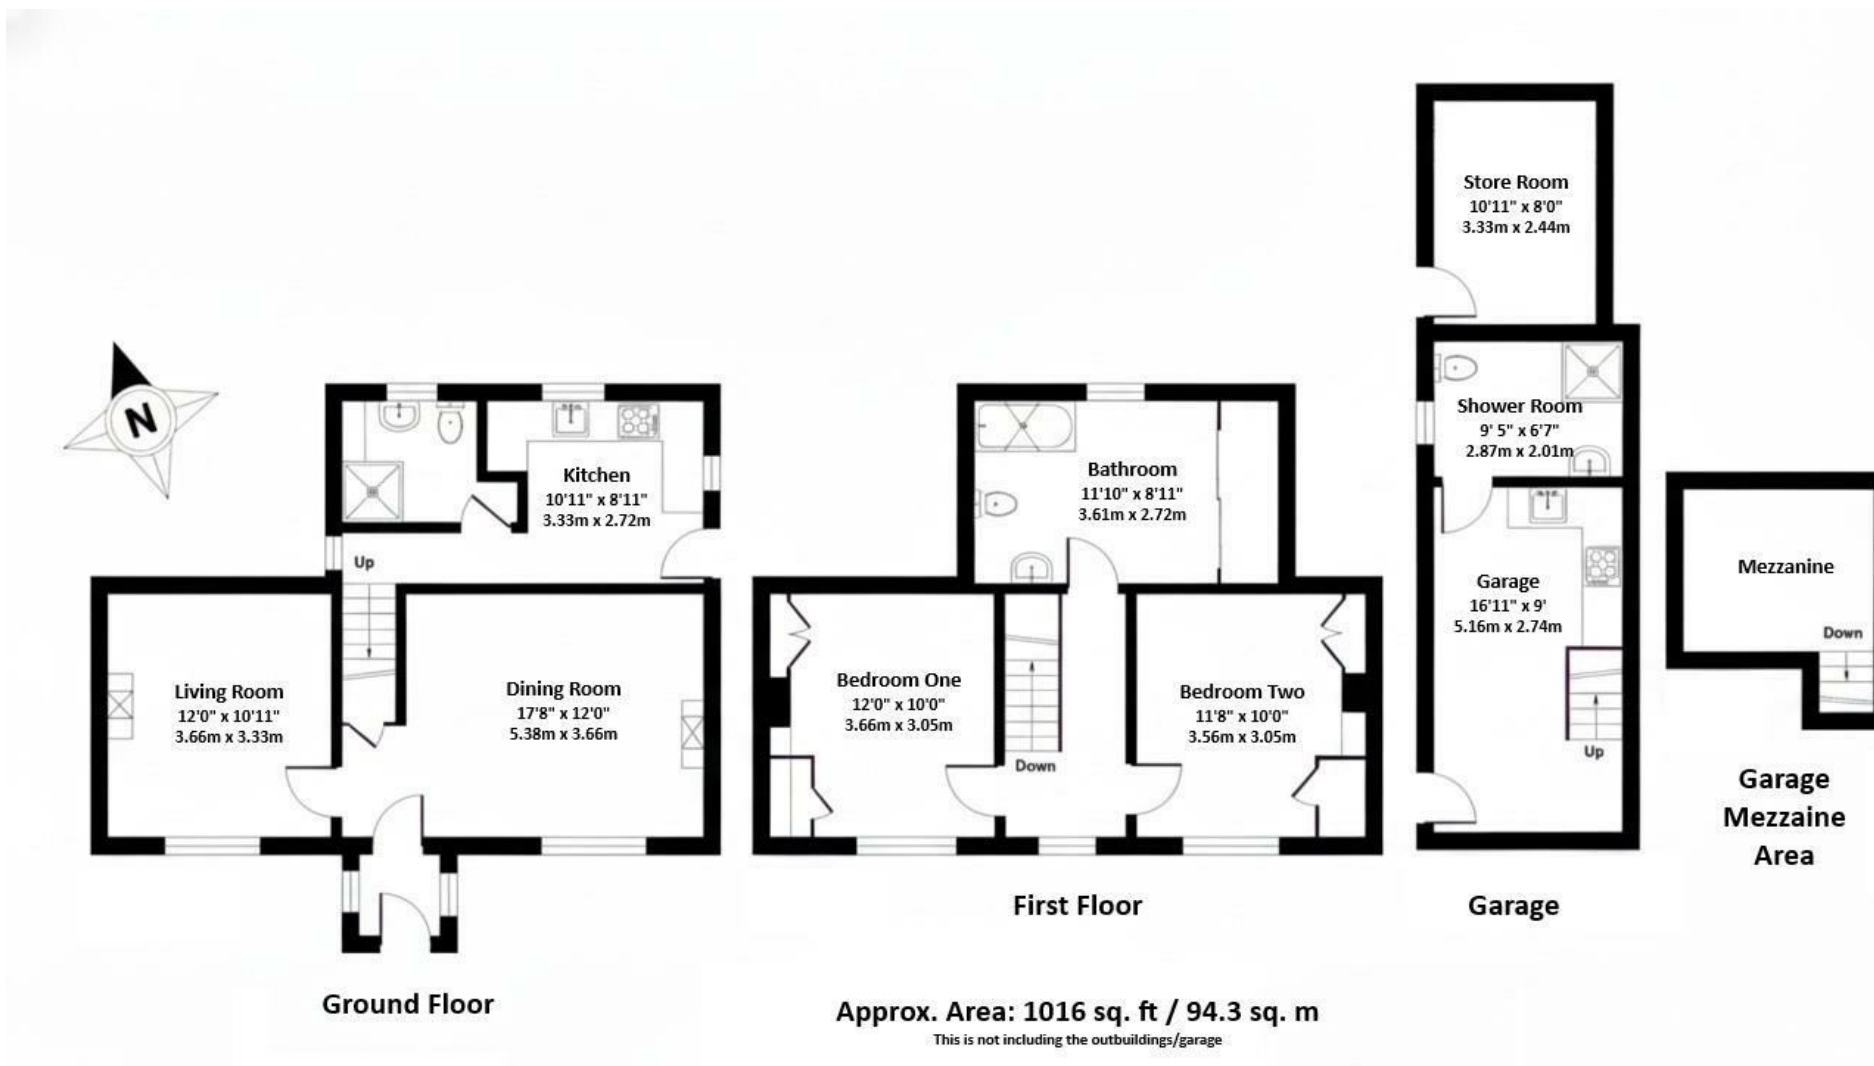 N
Up
Kitchen
10'11" x 8'11"
3.33m x 2.72m
Living Room
12'0" x 10'11"
3.66m x 3.33m
Dining Room
17'8" x 12'0"
5.38m x 3.66m
Ground Floor
Bathroom
11'10" x 8'11"
3.61m x 2.72m
Bedroom One
12'0" x 10'0"
3.66m x 3.05m
Down
Bedroom Two
11'8" x 10'0"
3.56m x 3.05m
First Floor
Store Room
10'11" x 8'0"
3.33m x 2.44m
Shower Room
9' 5" x 6'7"
2.87m x 2.01m
Garage
16'11" x 9'
5.16m x 2.74m
Up
Garage
Mezzanine
Down
Garage
Mezzaine
Area
Approx. Area: 1016 sq. ft / 94.3 sq. m
This is not including the outbuildings/garage